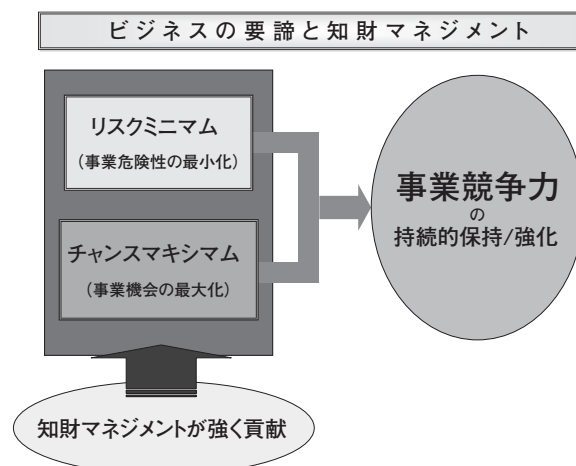 ビジネスの要諦と知財マネジメント
リスクミニマム
（事業危険性の最小化）
チャンスマキシマム
（事業機会の最大化）
事業競争力
の
持続的保持/強化
知財マネジメントが強く貢献